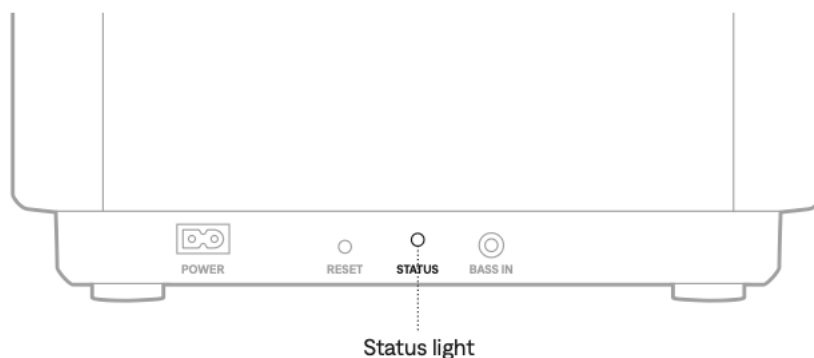 POWER
RESET
STATUS
BASS IN
Status light